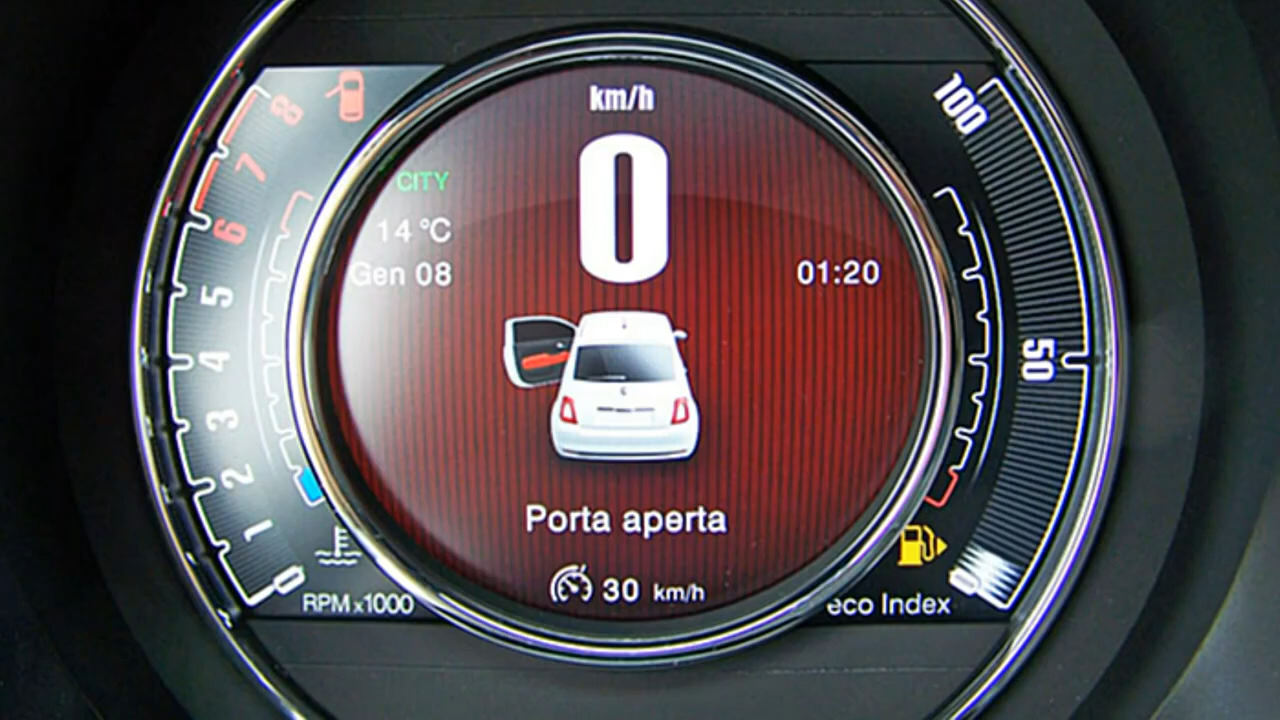 km/h
0
CITY
14 °C
Gen 08
01:20
Porta aperta
30 km/h
8
7
6
5
4
3
2
1
0
RPM x1000
100
50
0
eco Index